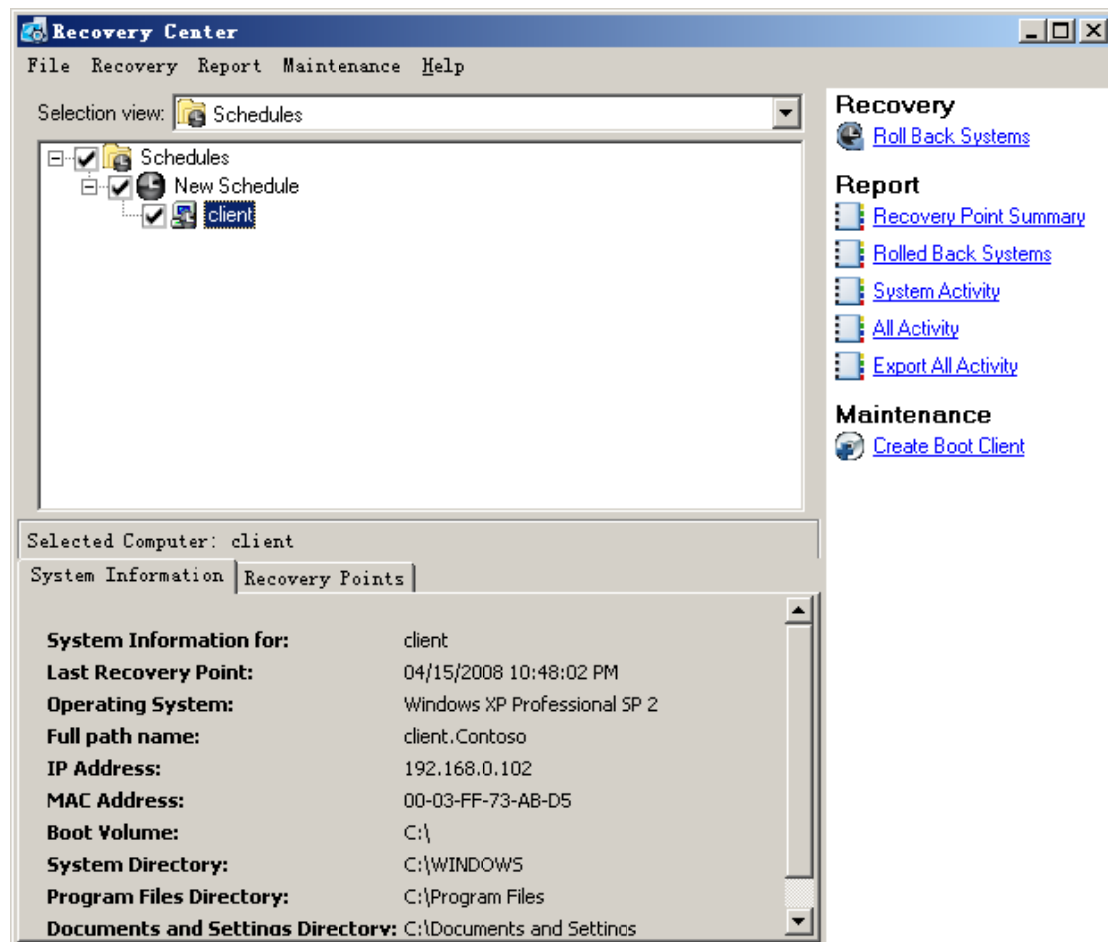 Recovery Center
File Recovery Report Maintenance Help
Selection view: Schedules
Schedules
New Schedule
client
Recovery
Roll Back Systems
Report
Recovery Point Summary
Rolled Back Systems
System Activity
All Activity
Export All Activity
Maintenance
Create Boot Client
Selected Computer: client
System Information Recovery Points
System Information for: client
Last Recovery Point: 04/15/2008 10:48:02 PM
Operating System: Windows XP Professional SP 2
Full path name: client.Contoso
IP Address: 192.168.0.102
MAC Address: 00-03-FF-73-AB-D5
Boot Volume: C:\
System Directory: C:\WINDOWS
Program Files Directory: C:\Program Files
Documents and Settings Directory: C:\Documents and Settings